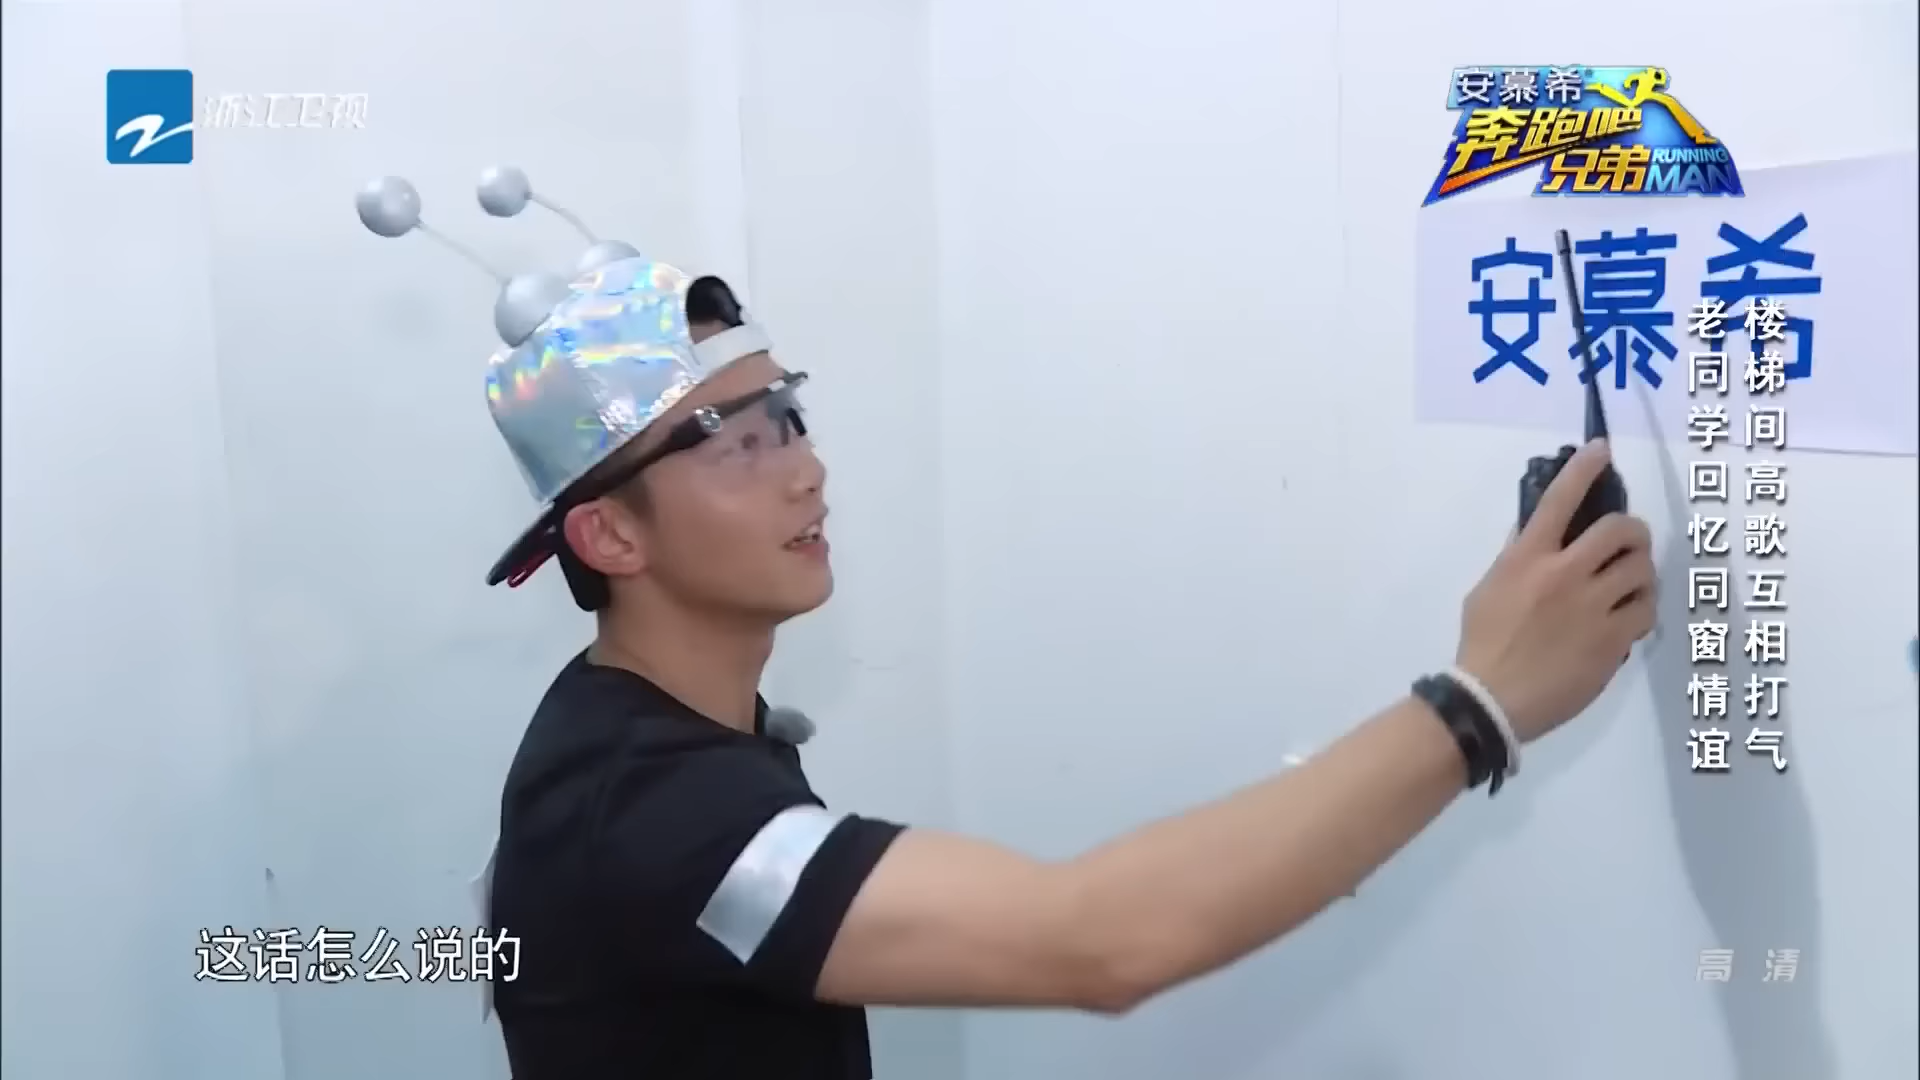 浙江卫视
安慕希
奔跑吧
兄弟
RUNNING
MAN
安慕希
楼梯间高歌互相打气
老同学回忆同窗情谊
这话怎么说的
高清